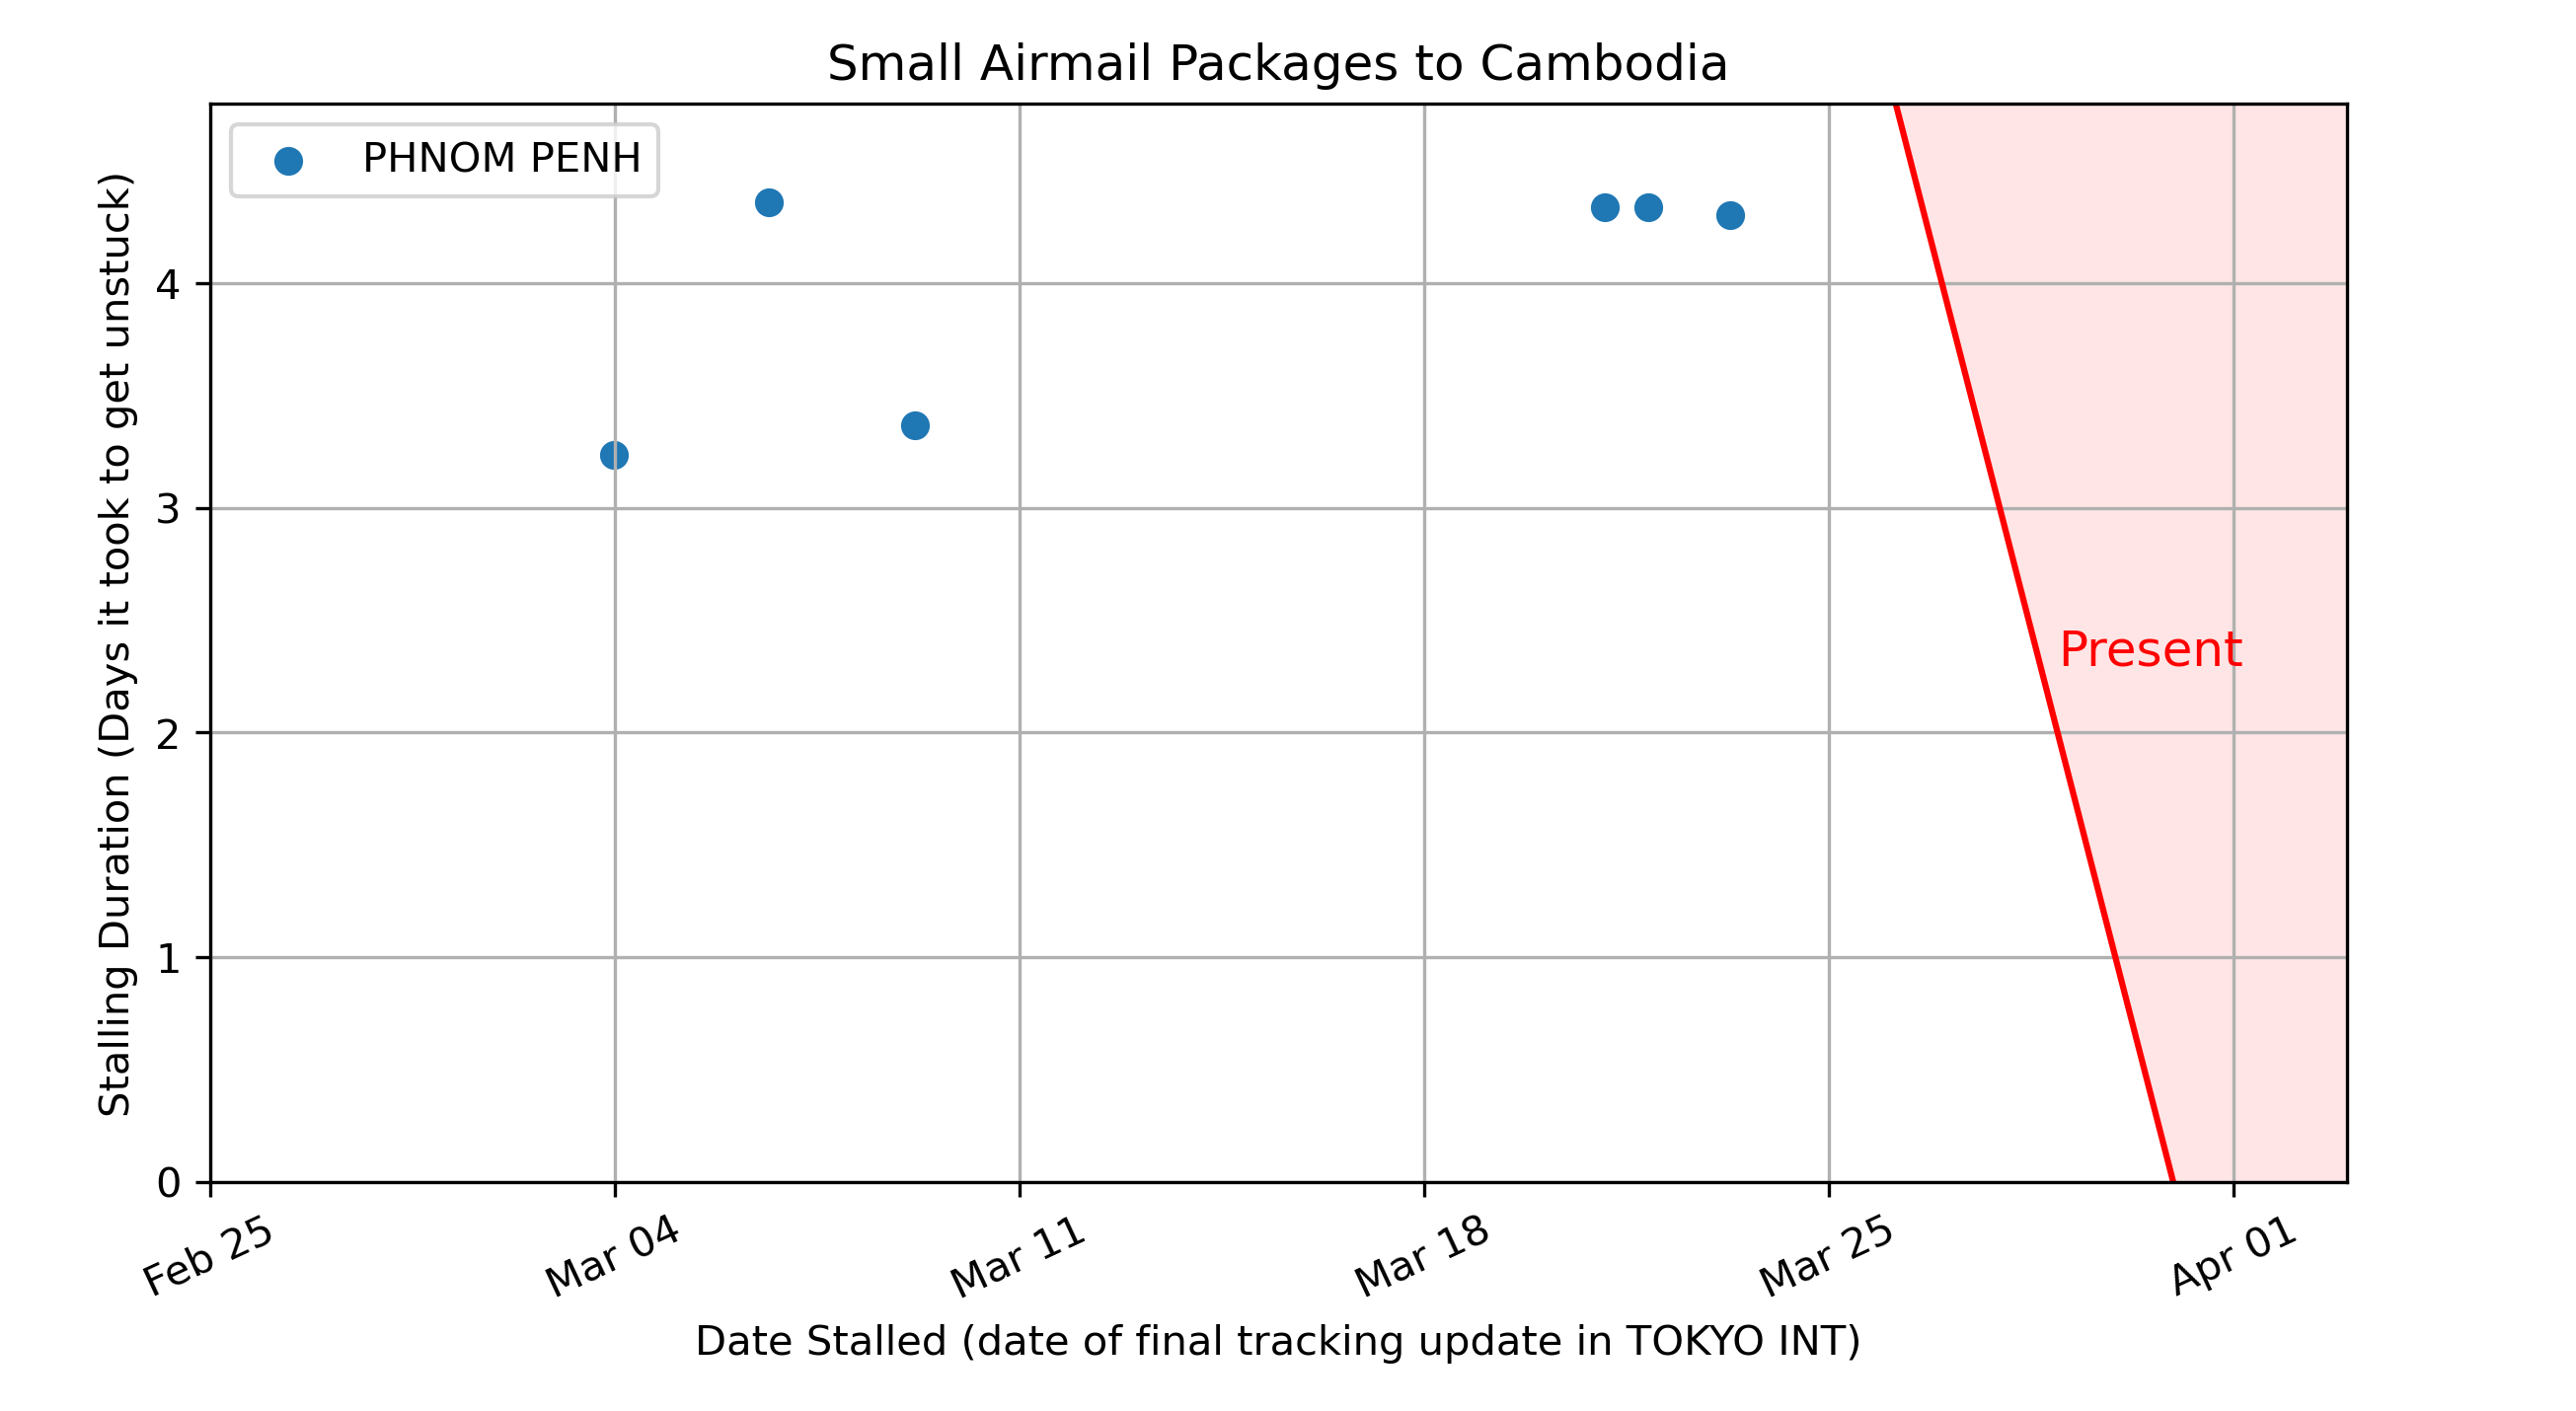 Small Airmail Packages to Cambodia
PHNOM PENH
Stalling Duration (Days it took to get unstuck)
4
3
2
1
0
Present
Feb 25
Mar 04
Mar 11
Mar 18
Mar 25
Apr 01
Date Stalled (date of final tracking update in TOKYO INT)